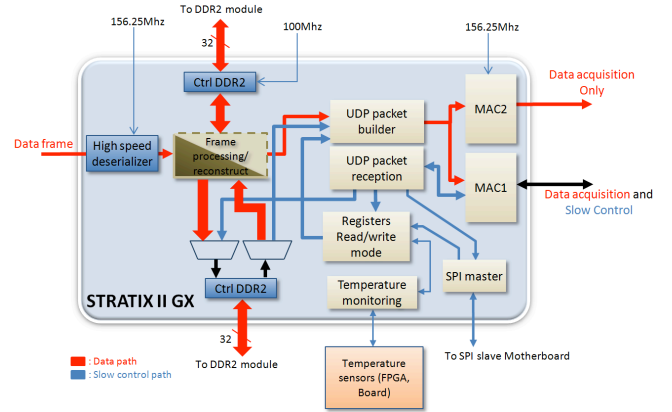 To DDR2 module
156.25Mhz
32
100Mhz
156.25Mhz
Ctrl DDR2
Data acquisition
Only
MAC2
UDP packet
builder
Data frame
High speed
deserializer
Frame
processing/
reconstruct
UDP packet
reception
MAC1
Data acquisition and
Slow Control
Registers
Read/write
mode
SPI master
Ctrl DDR2
Temperature
monitoring
STRATIX II GX
32
To DDR2 module
To SPI slave Motherboard
: Data path
: Slow control path
Temperature
sensors (FPGA,
Board)